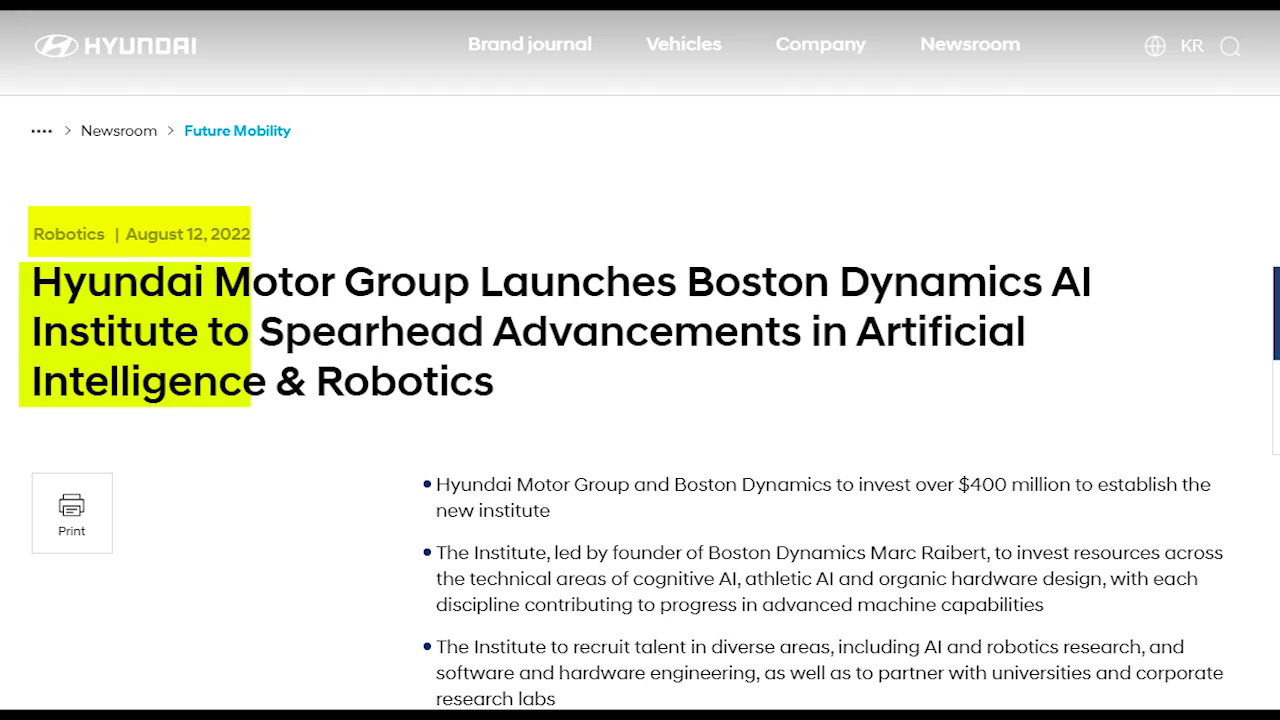 HYUNDAI
Brand journal Vehicles Company Newsroom
KR
···· > Newsroom > Future Mobility
Robotics | August 12, 2022
Hyundai Motor Group Launches Boston Dynamics AI
Institute to Spearhead Advancements in Artificial
Intelligence & Robotics
Print
• Hyundai Motor Group and Boston Dynamics to invest over $400 million to establish the
new institute
• The Institute, led by founder of Boston Dynamics Marc Raibert, to invest resources across
the technical areas of cognitive AI, athletic AI and organic hardware design, with each
discipline contributing to progress in advanced machine capabilities
• The Institute to recruit talent in diverse areas, including AI and robotics research, and
software and hardware engineering, as well as to partner with universities and corporate
research labs